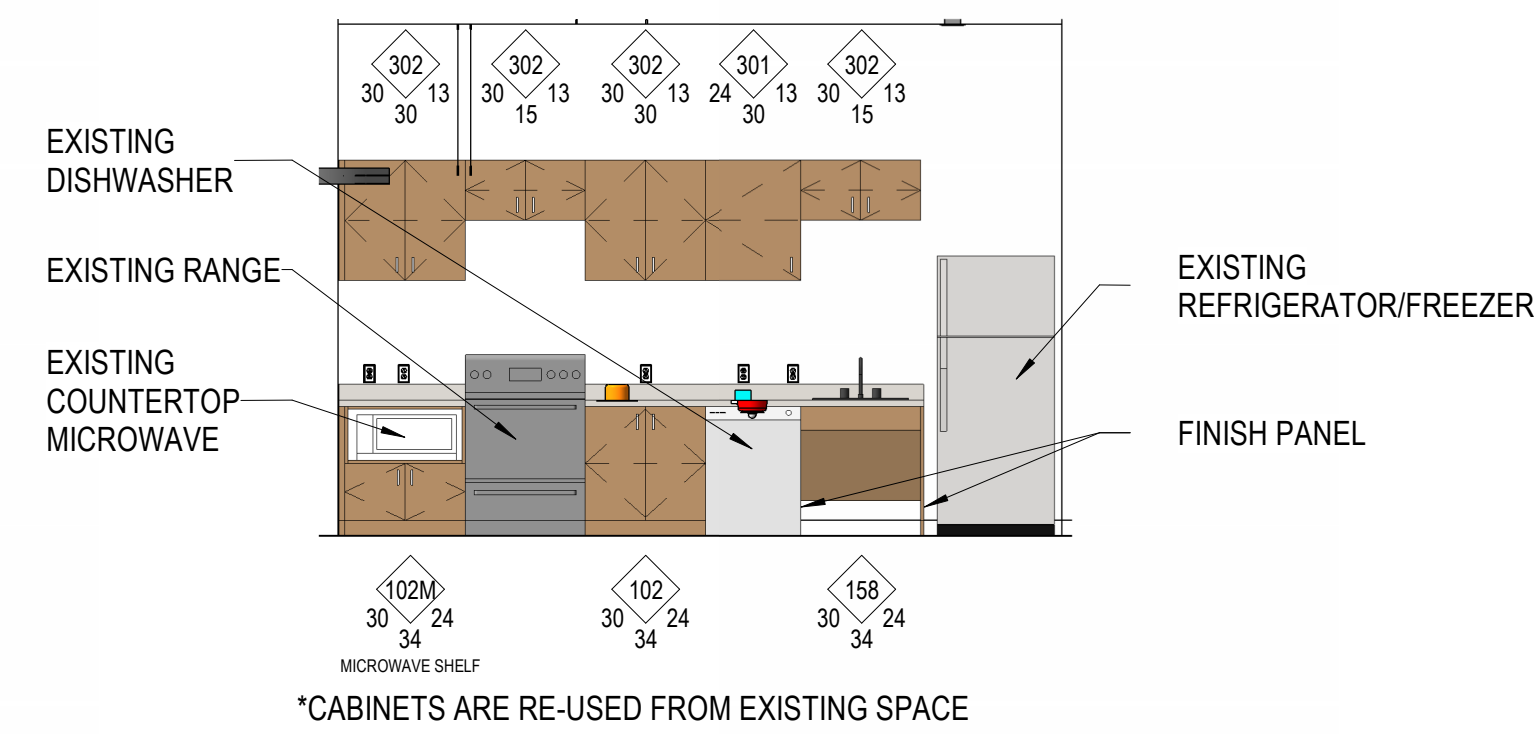 302 302 302 301 302
30 13 30 13 30 13 24 13 30 13
30 15 30 30 15
EXISTING
DISHWASHER
EXISTING RANGE
EXISTING
REFRIGERATOR/FREEZER
EXISTING
COUNTERTOP
MICROWAVE
FINISH PANEL
102M 102 158
30 24 30 24 30 24
34 34 34
MICROWAVE SHELF
*CABINETS ARE RE-USED FROM EXISTING SPACE